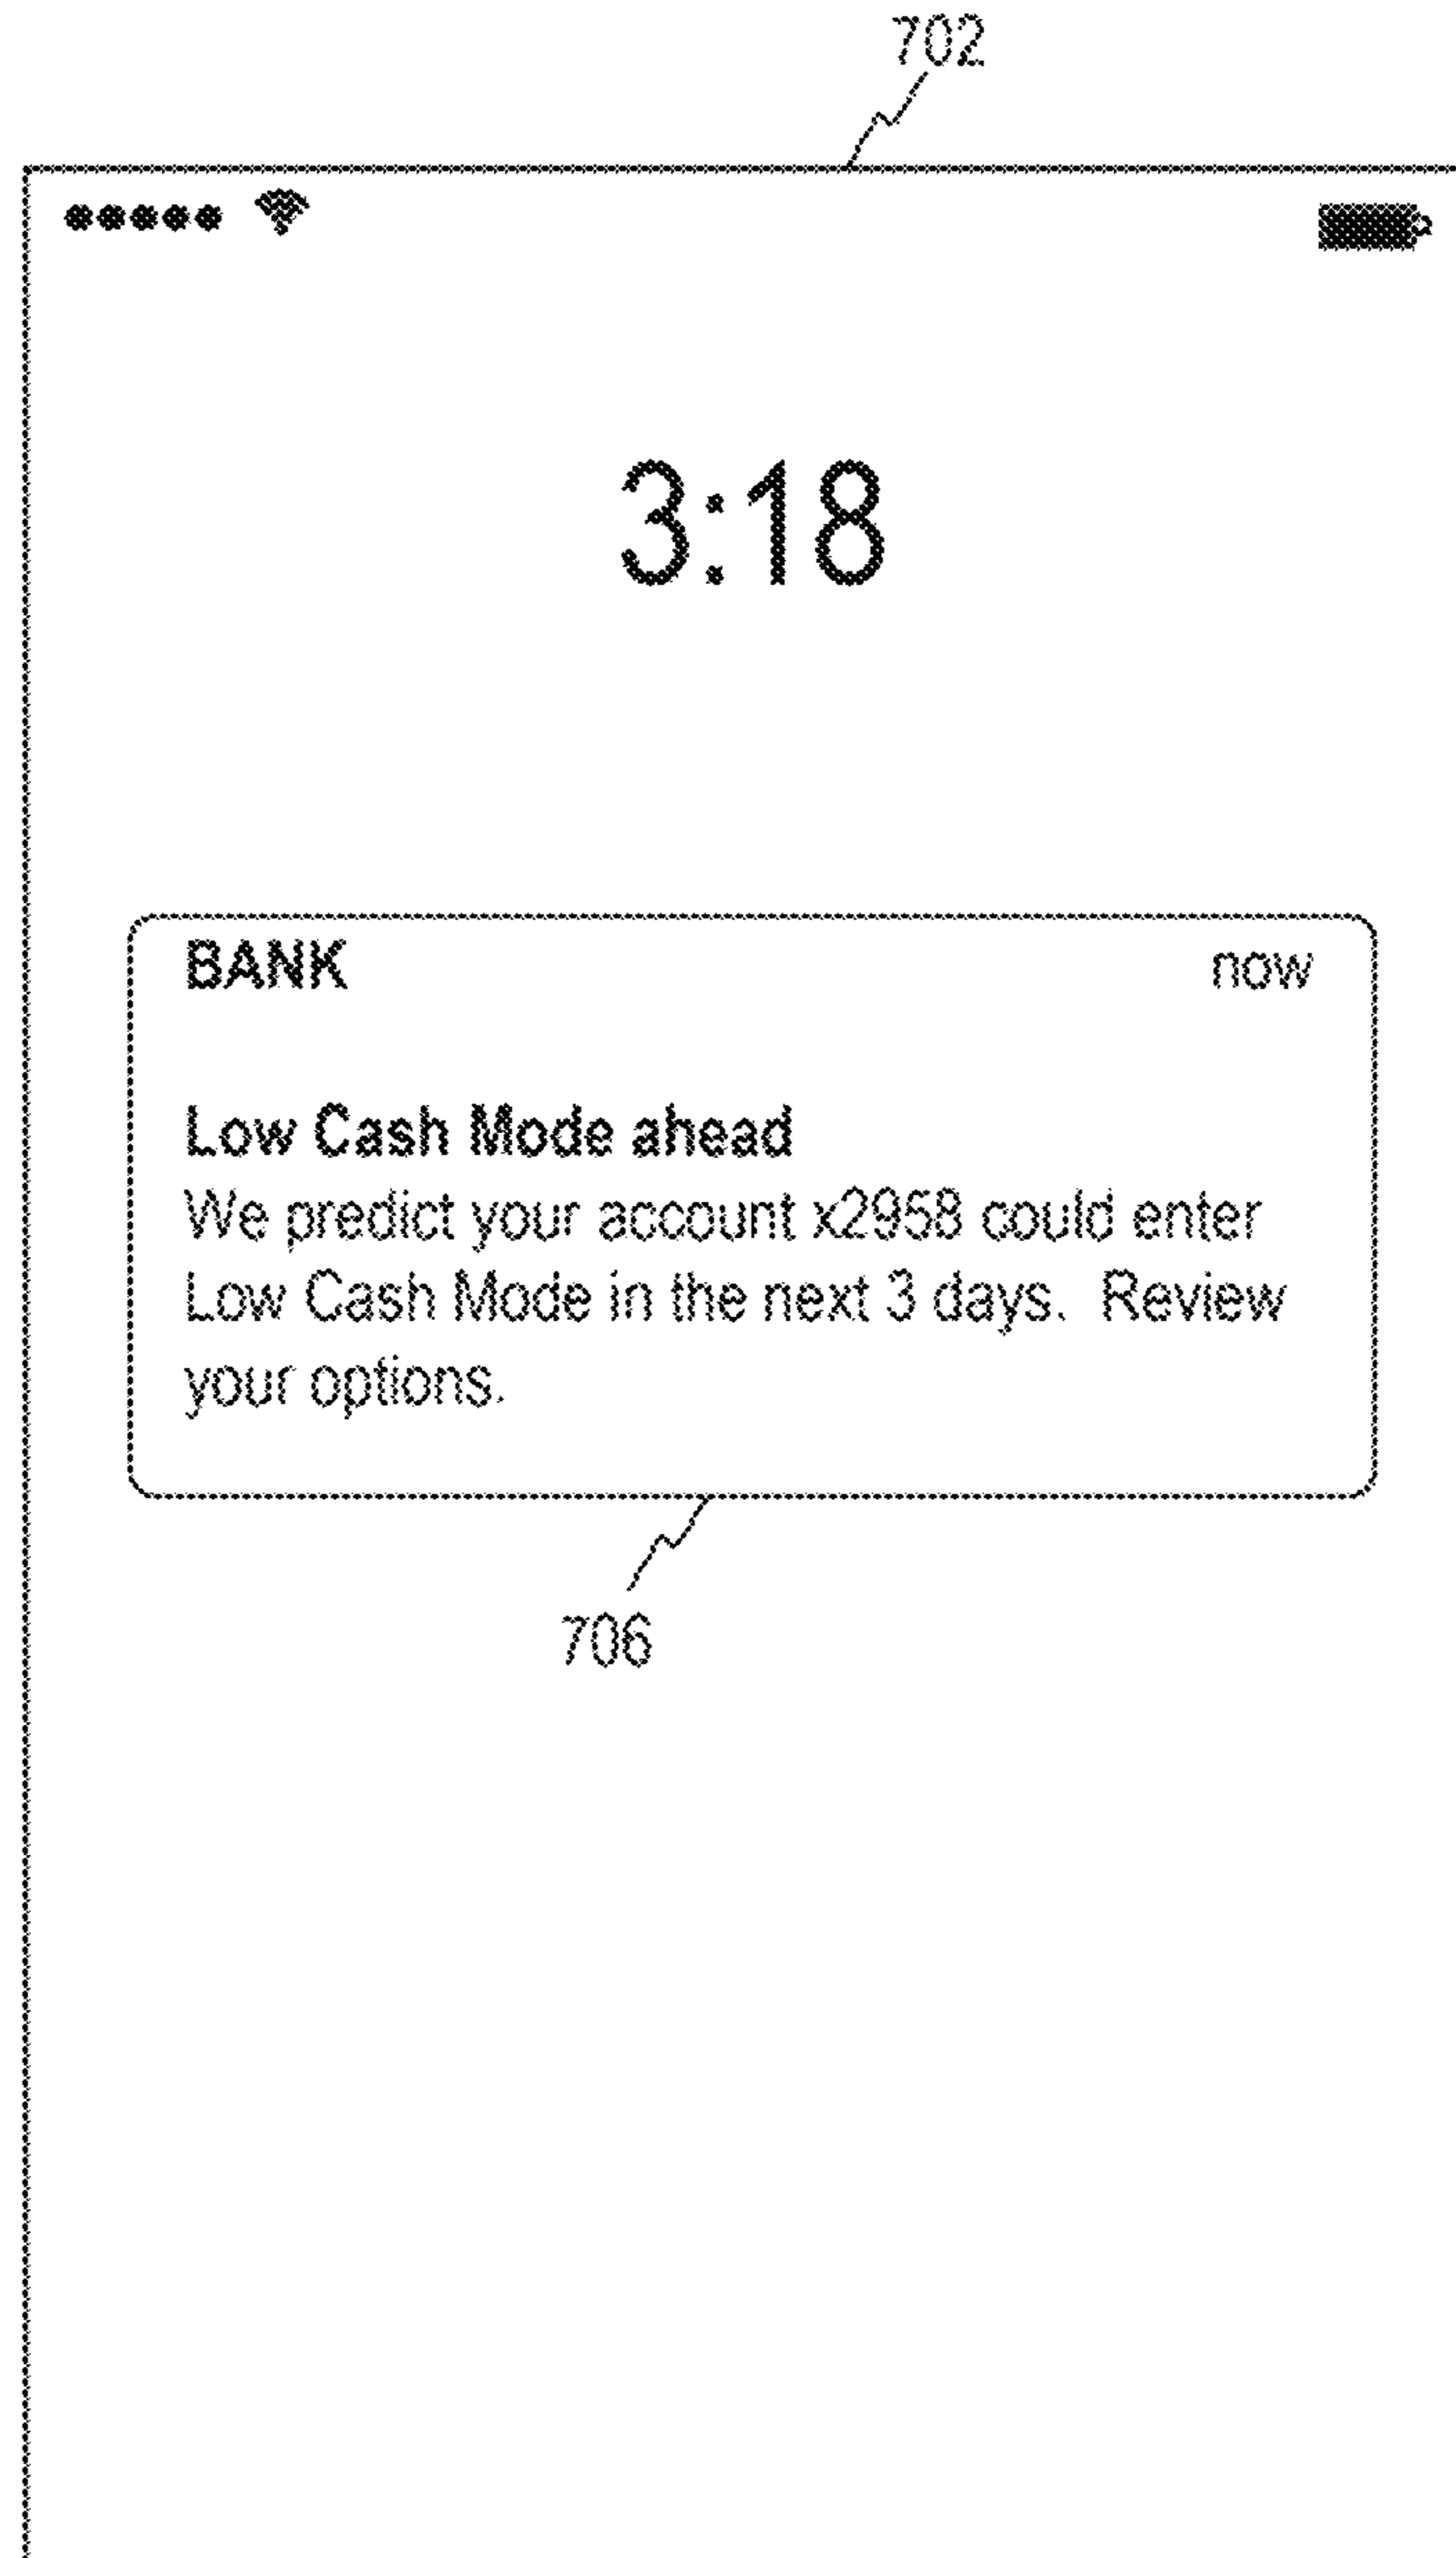 702
3:18
BANK now
Low Cash Mode ahead
We predict your account x2958 could enter
Low Cash Mode in the next 3 days. Review
your options.
706